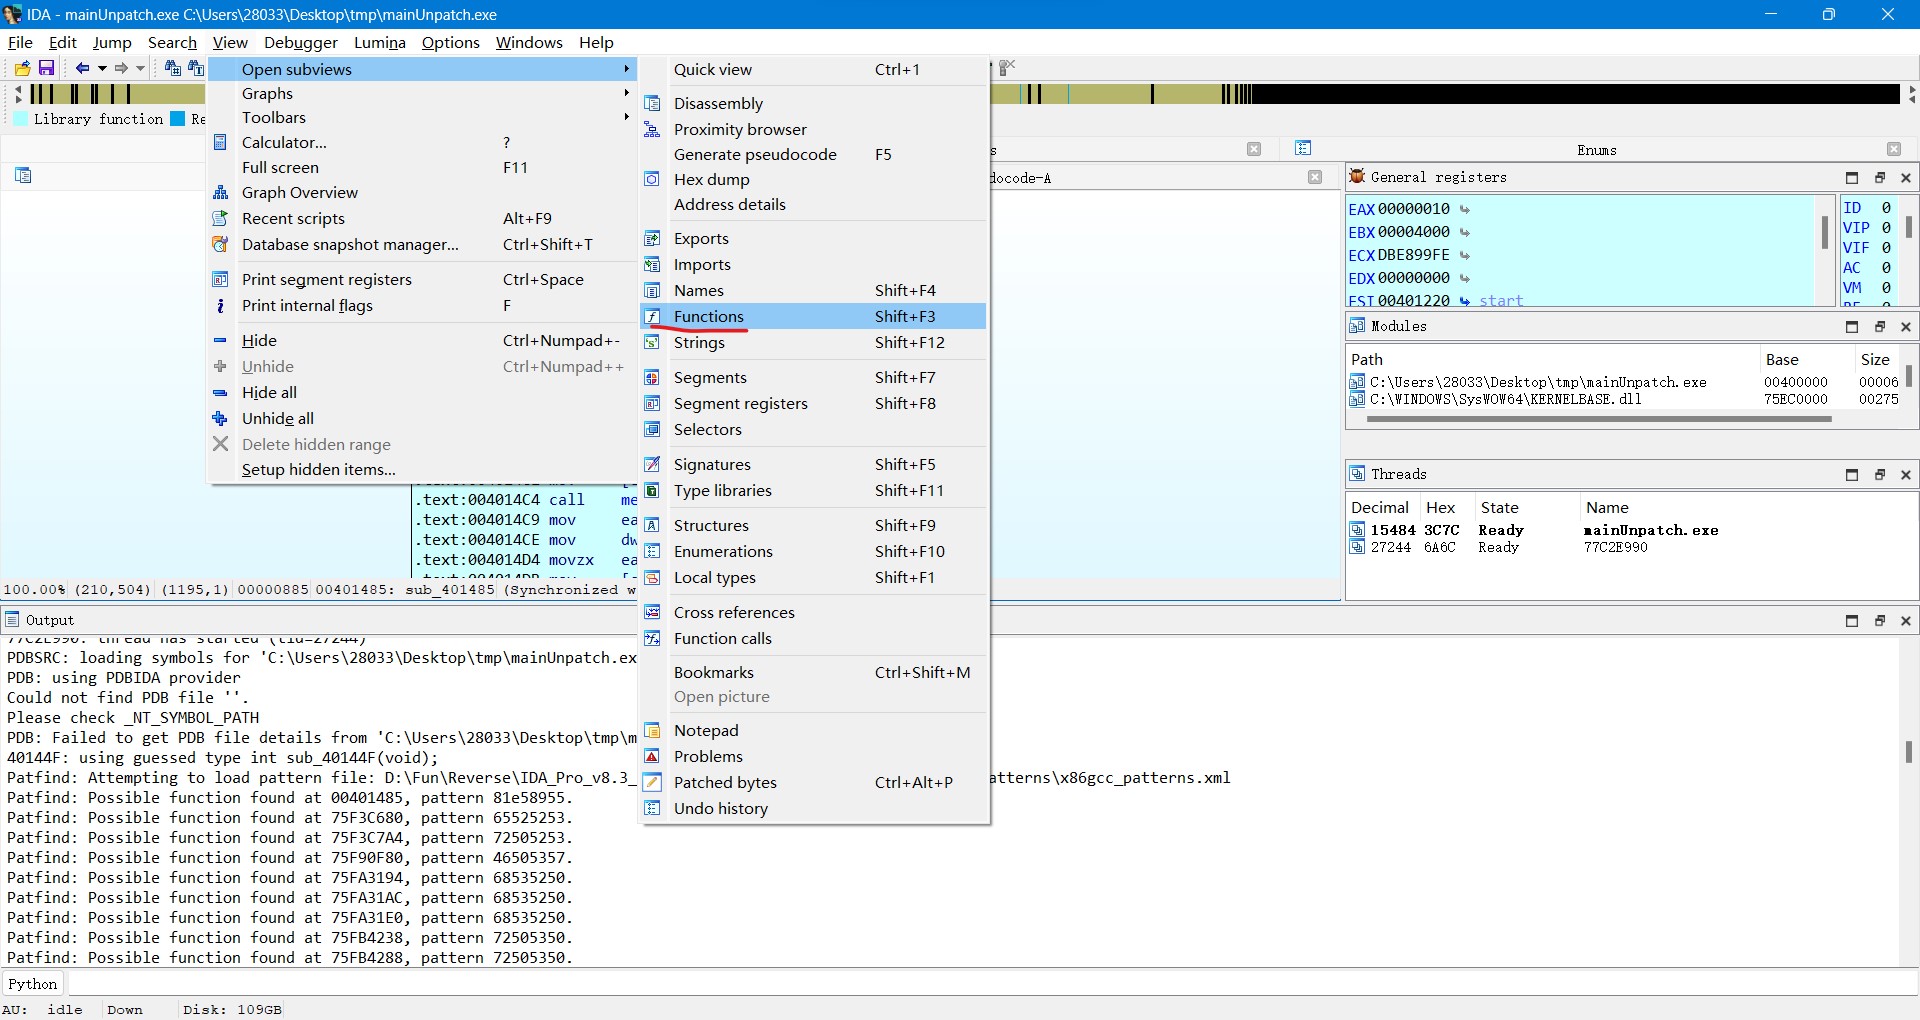 IDA - mainUnpatch.exe C:\Users\28033\Desktop\tmp\mainUnpatch.exe
File Edit Jump Search View Debugger Lumina Options Windows Help
Library function Re
Open subviews
Graphs
Toolbars
Calculator... ?
Full screen F11
Graph Overview
Recent scripts Alt+F9
Database snapshot manager... Ctrl+Shift+T
Print segment registers Ctrl+Space
Print internal flags F
Hide Ctrl+Numpad+-
Unhide Ctrl+Numpad++
Hide all
Unhide all
Delete hidden range
Setup hidden items...
Quick view Ctrl+1
Disassembly
Proximity browser
Generate pseudocode F5
Hex dump
Address details
Exports
Imports
Names Shift+F4
Functions Shift+F3
Strings Shift+F12
Segments Shift+F7
Segment registers Shift+F8
Selectors
Signatures Shift+F5
Type libraries Shift+F11
Structures Shift+F9
Enumerations Shift+F10
Local types Shift+F1
Cross references
Function calls
Bookmarks Ctrl+Shift+M
Open picture
Notepad
Problems
Patched bytes Ctrl+Alt+P
Undo history
s
Enums
docode-A
General registers
EAX 00000010
EBX 00004000
ECX DBE899FE
EDX 00000000
ESI 00401220 start
ID 0
VIP 0
VIF 0
AC 0
VM 0
Modules
Path Base Size
C:\Users\28033\Desktop\tmp\mainUnpatch.exe 00400000 00006
C:\WINDOWS\SysWOW64\KERNELBASE.dll 75EC0000 00275
Threads
Decimal Hex State Name
15484 3C7C Ready mainUnpatch.exe
27244 6A6C Ready 77C2E990
.text:004014C4 call me
.text:004014C9 mov ea
.text:004014CE mov dw
.text:004014D4 movzx ea
100.00% (210,504) (1195,1) 00000885 00401485: sub_401485 (Synchronized w
Output
77C2E990: thread has started (tid=27244)
PDBSRC: loading symbols for 'C:\Users\28033\Desktop\tmp\mainUnpatch.ex
PDB: using PDBIDA provider
Could not find PDB file ''.
Please check _NT_SYMBOL_PATH
PDB: Failed to get PDB file details from 'C:\Users\28033\Desktop\tmp\m
40144F: using guessed type int sub_40144F(void);
Patfind: Attempting to load pattern file: D:\Fun\Reverse\IDA_Pro_v8.3_ atterns\x86gcc_patterns.xml
Patfind: Possible function found at 00401485, pattern 81e58955.
Patfind: Possible function found at 75F3C680, pattern 65525253.
Patfind: Possible function found at 75F3C7A4, pattern 72505253.
Patfind: Possible function found at 75F90F80, pattern 46505357.
Patfind: Possible function found at 75FA3194, pattern 68535250.
Patfind: Possible function found at 75FA31AC, pattern 68535250.
Patfind: Possible function found at 75FA31E0, pattern 68535250.
Patfind: Possible function found at 75FB4238, pattern 72505350.
Patfind: Possible function found at 75FB4288, pattern 72505350.
Python
AU: idle Down Disk: 109GB